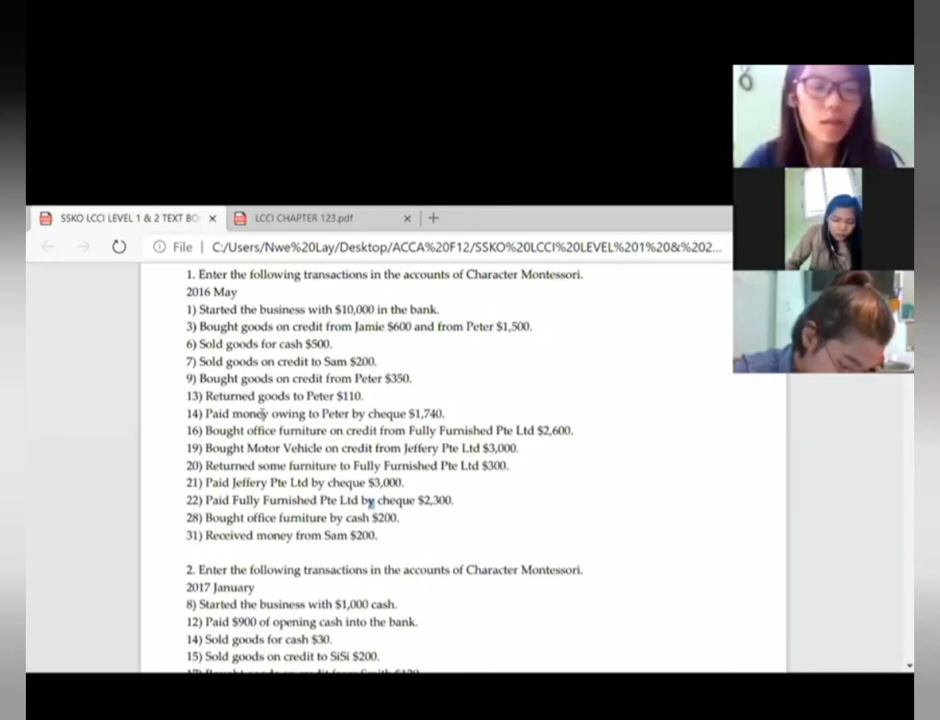 SSKO LCCI LEVEL 1 & 2 TEXT BO
LCCI CHAPTER 123.pdf
File
C:/Users/Nwe%20Lay/Desktop/ACCA%20F12/SSKO%20LCCI%20LEVEL%201%20&%202...
1. Enter the following transactions in the accounts of Character Montessori.
2016 May
1) Started the business with $10,000 in the bank.
3) Bought goods on credit from Jamie $600 and from Peter $1,500.
6) Sold goods for cash $500.
7) Sold goods on credit to Sam $200.
9) Bought goods on credit from Peter $350.
13) Returned goods to Peter $110.
14) Paid money owing to Peter by cheque $1,740.
16) Bought office furniture on credit from Fully Furnished Pte Ltd $2,600.
19) Bought Motor Vehicle on credit from Jeffery Pte Ltd $3,000.
20) Returned some furniture to Fully Furnished Pte Ltd $300.
21) Paid Jeffery Pte Ltd by cheque $3,000.
22) Paid Fully Furnished Pte Ltd by cheque $2,300.
28) Bought office furniture by cash $200.
31) Received money from Sam $200.
2. Enter the following transactions in the accounts of Character Montessori.
2017 January
8) Started the business with $1,000 cash.
12) Paid $900 of opening cash into the bank.
14) Sold goods for cash $30.
15) Sold goods on credit to SiSi $200.